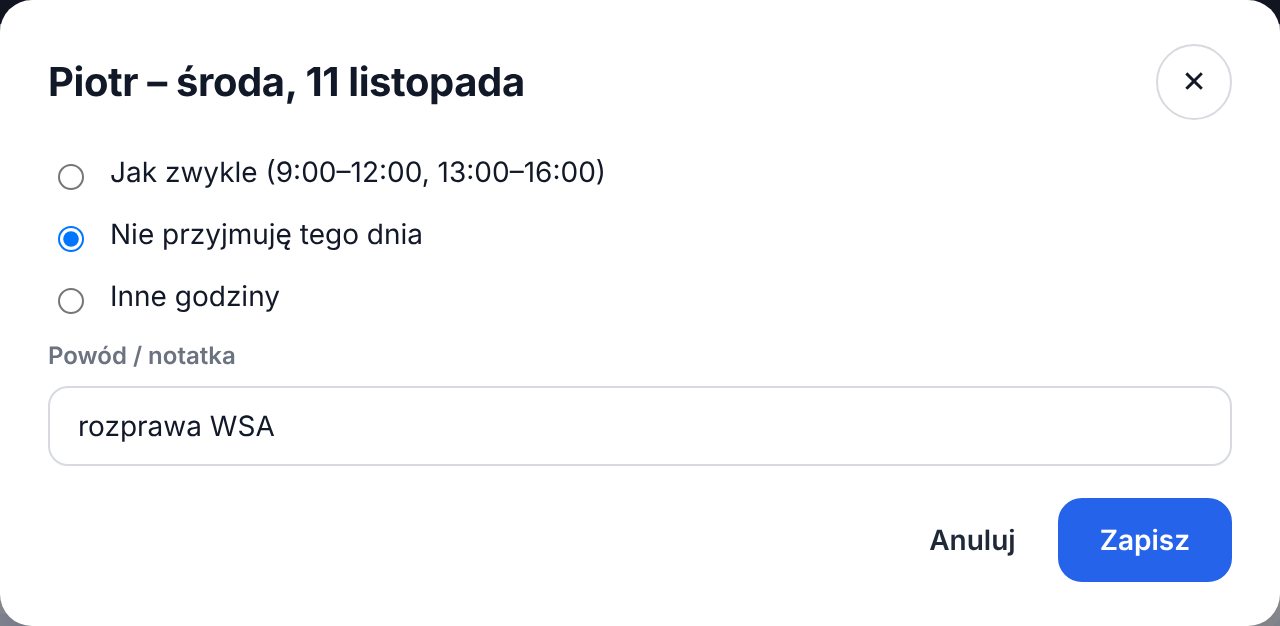 Piotr – środa, 11 listopada
Jak zwykle (9:00–12:00, 13:00–16:00)
Nie przyjmuję tego dnia
Inne godziny
Powód / notatka
rozprawa WSA
Anuluj
Zapisz